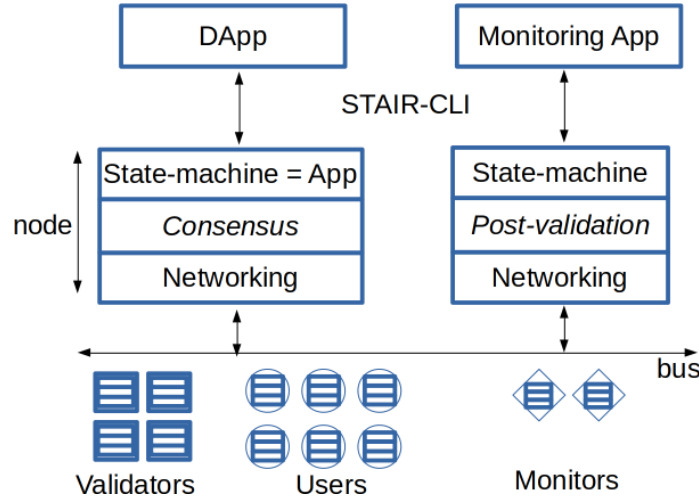 DApp
Monitoring App
STAIR-CLI
State-machine = App
State-machine
node
Consensus
Post-validation
Networking
Networking
bus
Validators
Users
Monitors